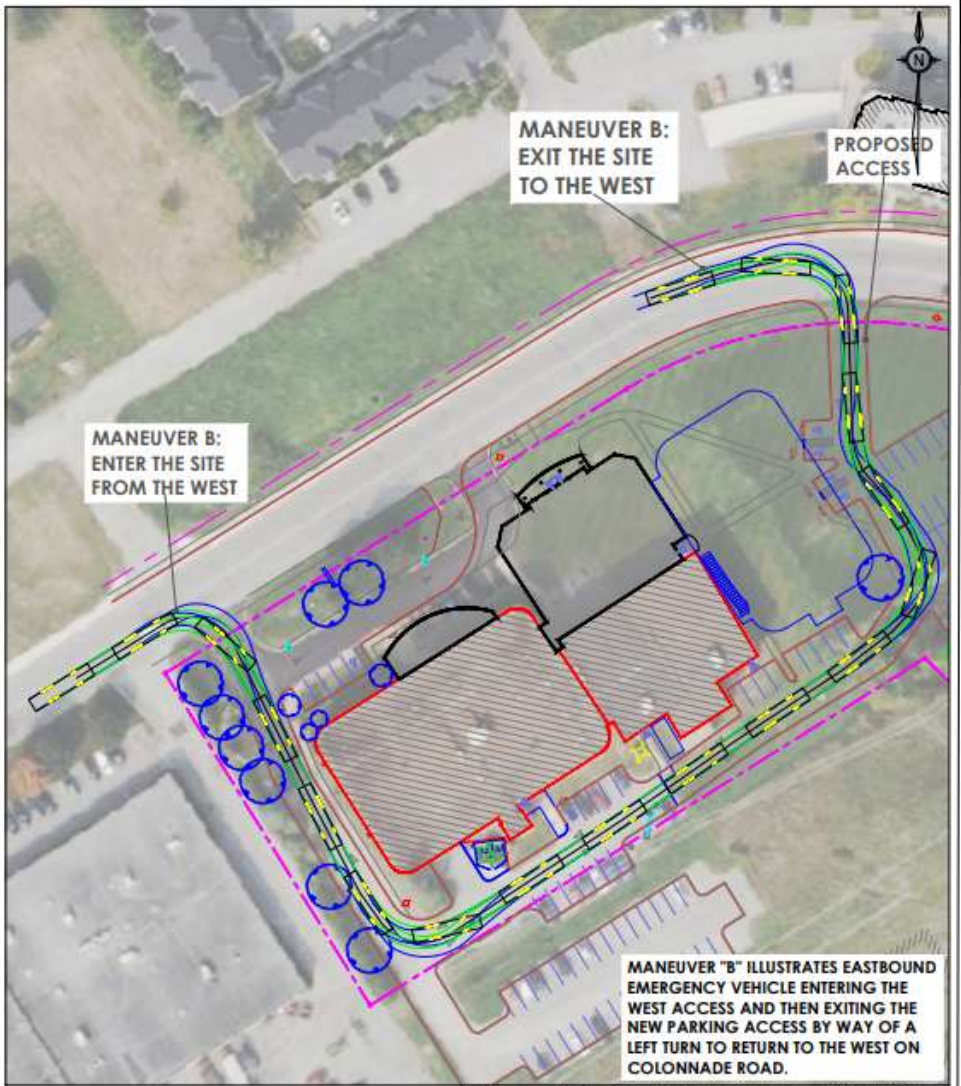 N
MANEUVER B:
EXIT THE SITE
TO THE WEST
PROPOSED
ACCESS
MANEUVER B:
ENTER THE SITE
FROM THE WEST
MANEUVER "B" ILLUSTRATES EASTBOUND
EMERGENCY VEHICLE ENTERING THE
WEST ACCESS AND THEN EXITING THE
NEW PARKING ACCESS BY WAY OF A
LEFT TURN TO RETURN TO THE WEST ON
COLONNADE ROAD.